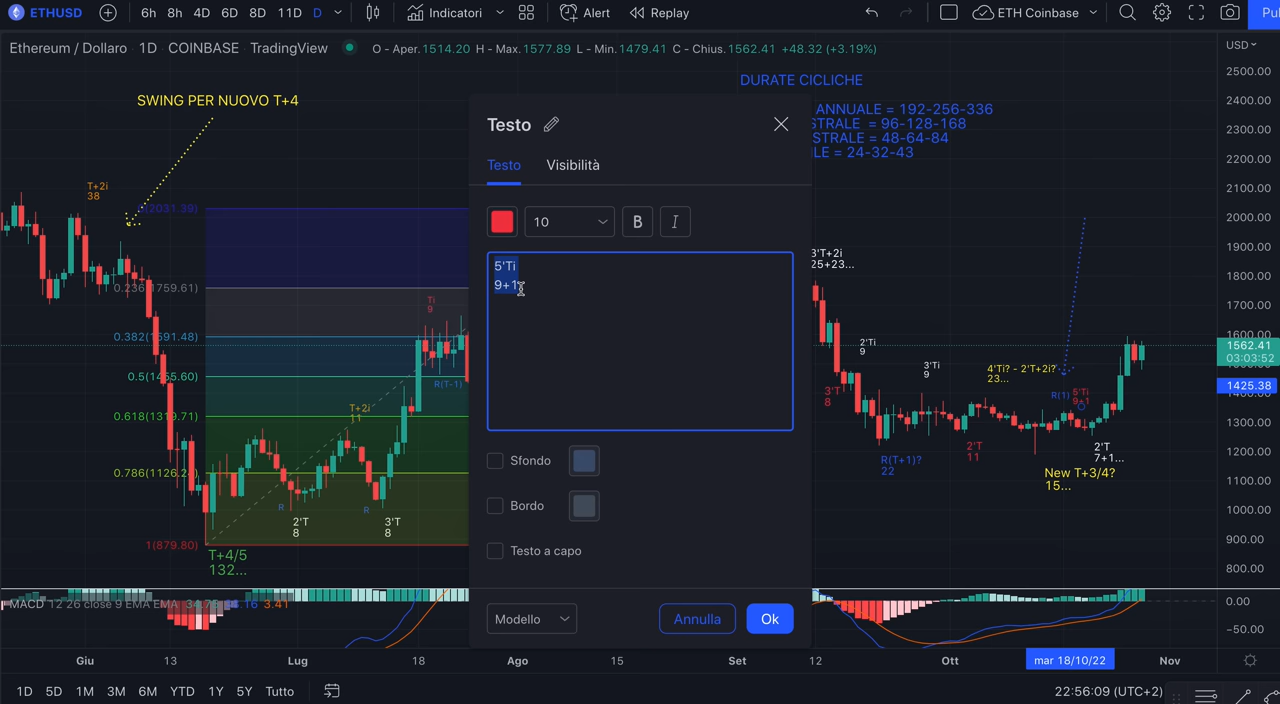 ETHUSD
6h 8h 4D 6D 8D 11D D Indicatori Alert Replay ETH Coinbase
Ethereum / Dollaro · 1D · COINBASE · TradingView O - Aper.1514.20 H - Max.1577.89 L - Min.1479.41 C - Chius.1562.41 +48.32 (+3.19%)
USD
DURATE CICLICHE
ANNUALE = 192-256-336
STRALE = 96-128-168
STRALE = 48-64-84
LE = 24-32-43
SWING PER NUOVO T+4
T+2i
38
0(2031.39)
0.236(1759.61)
0.382(1591.48)
0.5(1455.60)
0.618(1319.71)
0.786(1126.24)
1(879.80)
Ti
9
R(T-1)
T+2i
11
R
2'T
8
R
3'T
8
T+4/5
132...
Testo
Testo Visibilità
10 B I
5'Ti
9+1
Sfondo
Bordo
Testo a capo
Modello Annulla Ok
3'T+2i
25+23...
2'Ti
9
3'T
8
3'Ti
9
4'Ti? - 2'T+2i?
23...
R(1)
5'Ti
9+1
R(T+1)?
22
2'T
11
2'T
7+1...
New T+3/4?
15...
2500.00
2400.00
2300.00
2200.00
2100.00
2000.00
1900.00
1800.00
1700.00
1600.00
1562.41
03:03:52
1425.38
1300.00
1200.00
1100.00
1000.00
900.00
800.00
0.00
−50.00
MACD 12 26 close 9 EMA EMA 3.41
Giu 13 Lug 18 Ago 15 Set 12 Ott mar 18/10/22 Nov
1D 5D 1M 3M 6M YTD 1Y 5Y Tutto
22:56:09 (UTC+2)